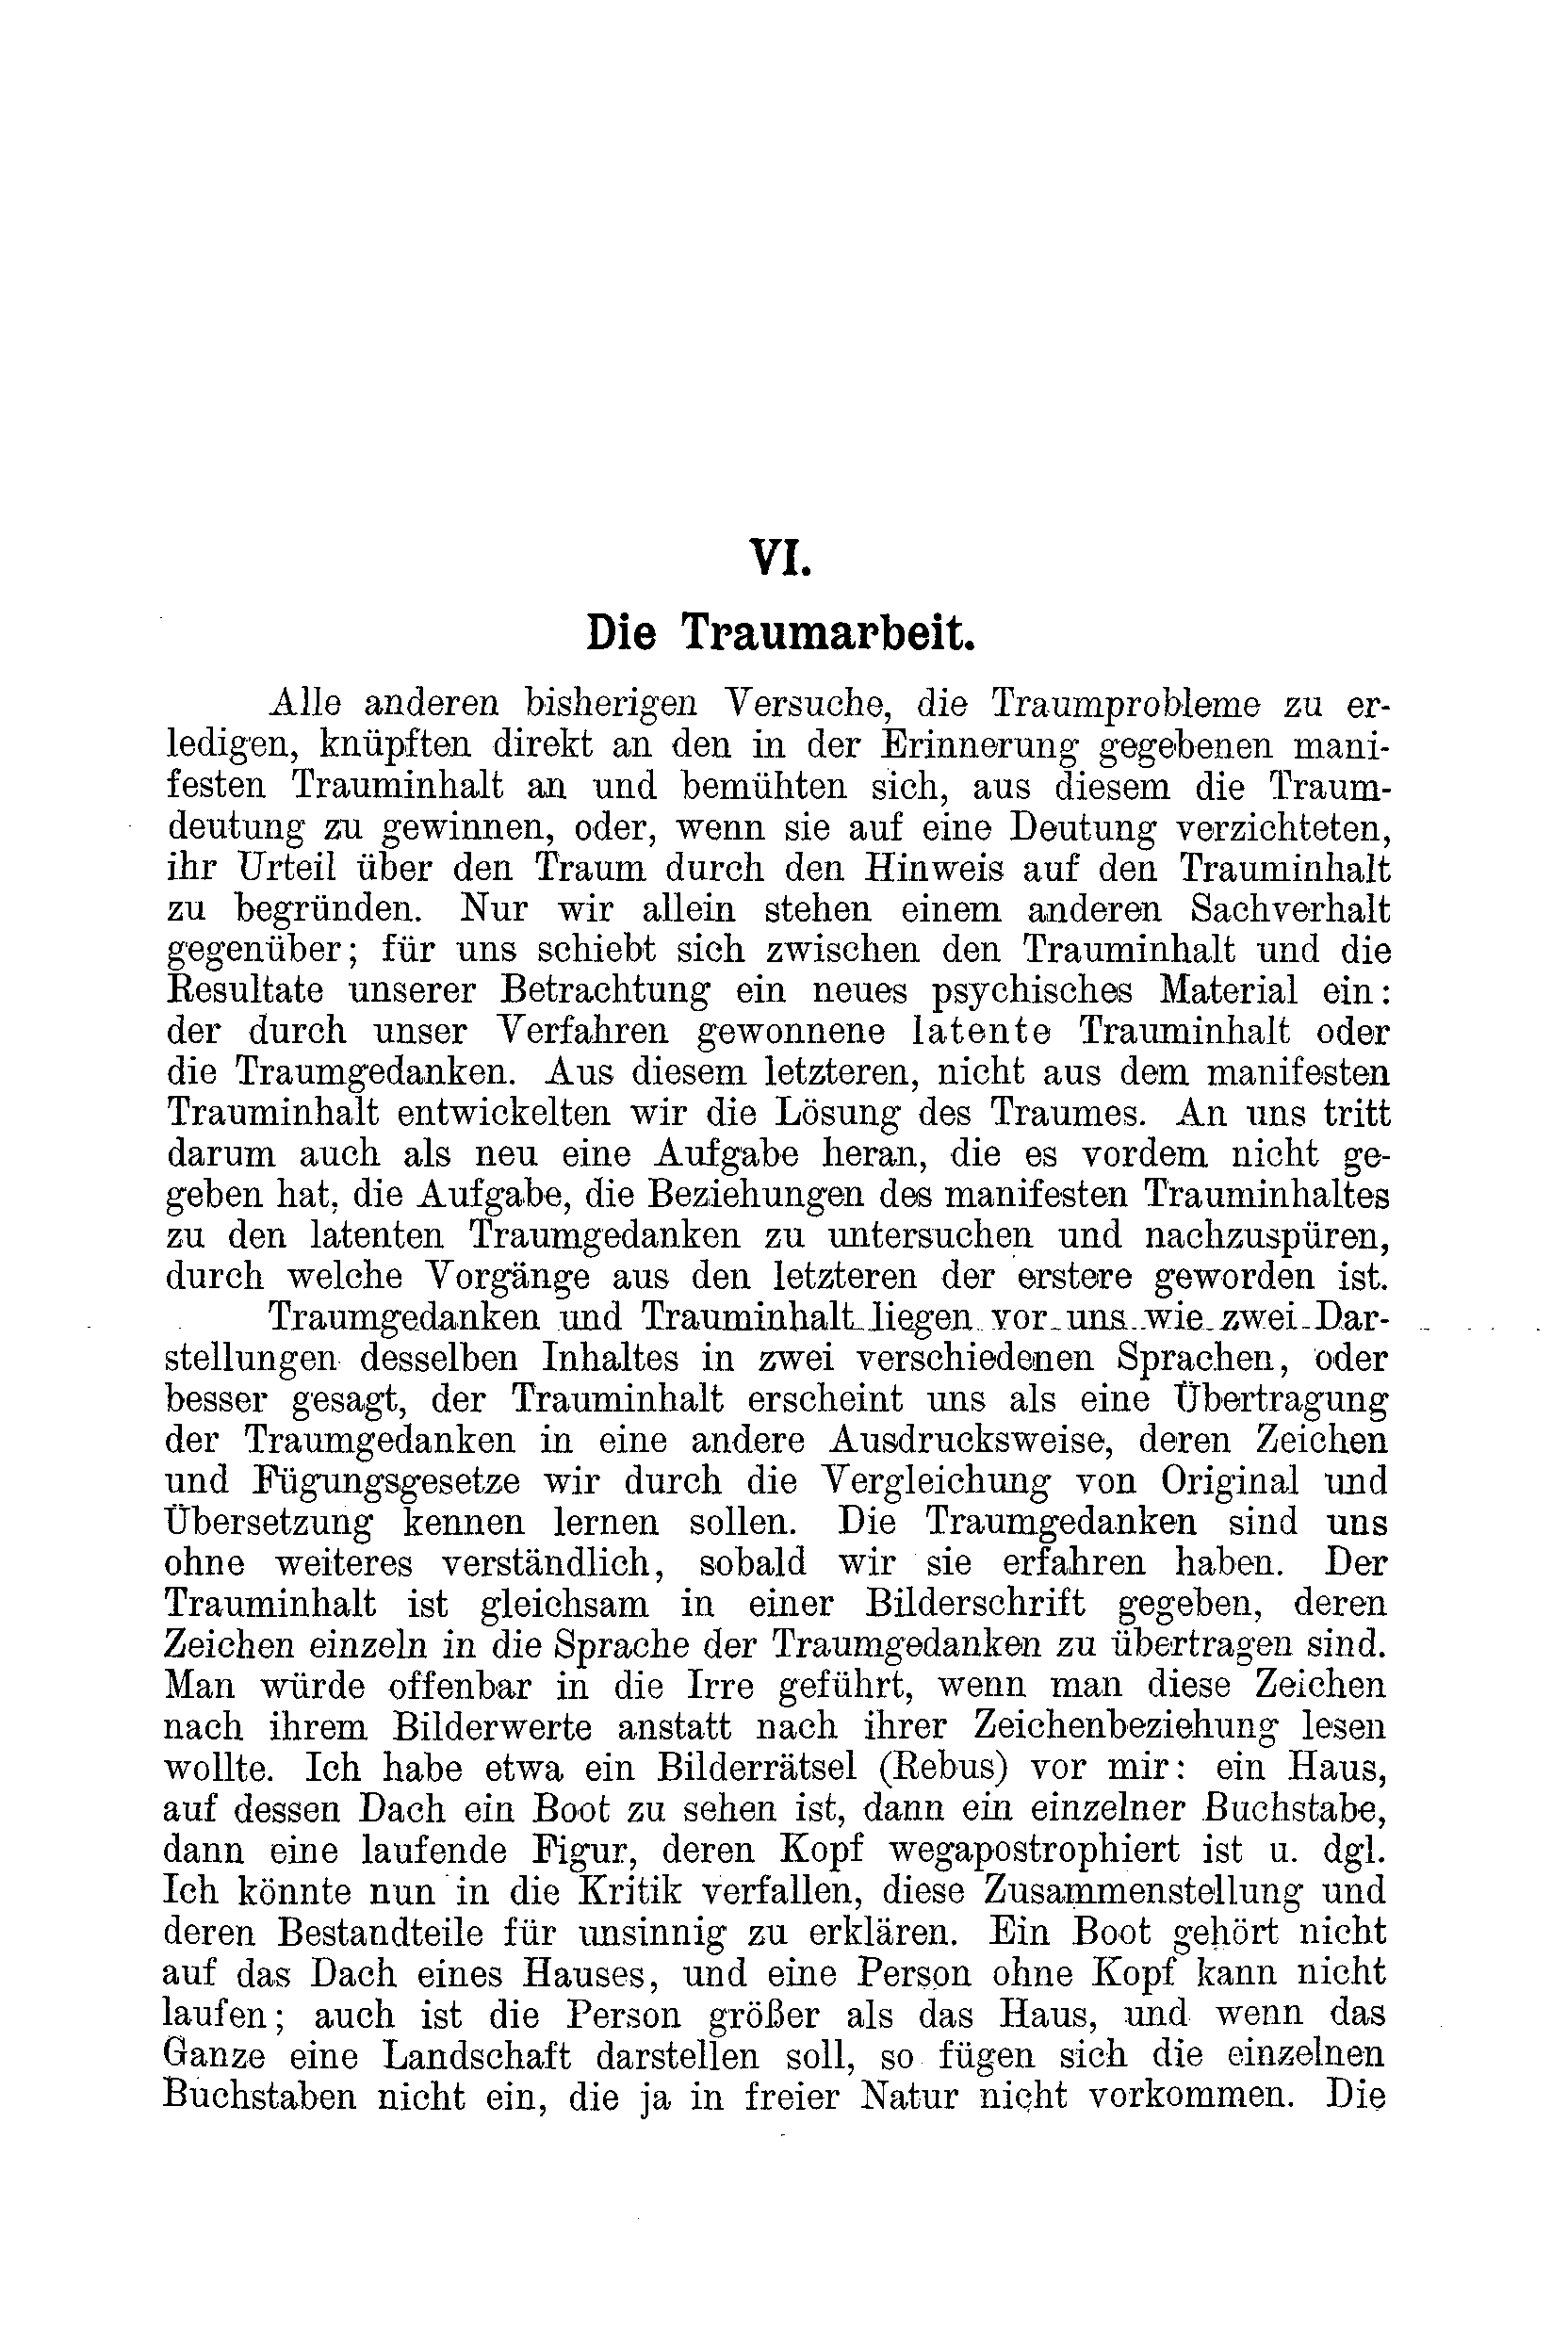 VI.
Die Traumarbeit.
Alle anderen bisherigen Versuche, die Traumprobleme zu er-
ledigen, knüpften direkt an den in der Erinnerung gegebenen mani-
festen Trauminhalt an und bemühten sich, aus diesem die Traum-
deutung zu gewinnen, oder, wenn sie auf eine Deutung verzichteten,
ihr Urteil über den Traum durch den Hinweis auf den Trauminhalt
zu begründen. Nur wir allein stehen einem anderen Sachverhalt
gegenüber; für uns schiebt sich zwischen den Trauminhalt und die
Resultate unserer Betrachtung ein neues psychisches Material ein:
der durch unser Verfahren gewonnene latente Trauminhalt oder
die Traumgedanken. Aus diesem letzteren, nicht aus dem manifesten
Trauminhalt entwickelten wir die Lösung des Traumes. An uns tritt
darum auch als neu eine Aufgabe heran, die es vordem nicht ge-
geben hat, die Aufgabe, die Beziehungen des manifesten Trauminhaltes
zu den latenten Traumgedanken zu untersuchen und nachzuspüren,
durch welche Vorgänge aus den letzteren der erstere geworden ist.
Traumgedanken und Trauminhalt liegen vor uns wie zwei Dar-
stellungen desselben Inhaltes in zwei verschiedenen Sprachen, oder
besser gesagt, der Trauminhalt erscheint uns als eine Übertragung
der Traumgedanken in eine andere Ausdrucksweise, deren Zeichen
und Fügungsgesetze wir durch die Vergleichung von Original und
Übersetzung kennen lernen sollen. Die Traumgedanken sind uns
ohne weiteres verständlich, sobald wir sie erfahren haben. Der
Trauminhalt ist gleichsam in einer Bilderschrift gegeben, deren
Zeichen einzeln in die Sprache der Traumgedanken zu übertragen sind.
Man würde offenbar in die Irre geführt, wenn man diese Zeichen
nach ihrem Bilderwerte anstatt nach ihrer Zeichenbeziehung lesen
wollte. Ich habe etwa ein Bilderrätsel (Rebus) vor mir: ein Haus,
auf dessen Dach ein Boot zu sehen ist, dann ein einzelner Buchstabe,
dann eine laufende Figur, deren Kopf wegapostrophiert ist u. dgl.
Ich könnte nun in die Kritik verfallen, diese Zusammenstellung und
deren Bestandteile für unsinnig zu erklären. Ein Boot gehört nicht
auf das Dach eines Hauses, und eine Person ohne Kopf kann nicht
laufen; auch ist die Person größer als das Haus, und wenn das
Ganze eine Landschaft darstellen soll, so fügen sich die einzelnen
Buchstaben nicht ein, die ja in freier Natur nicht vorkommen. Die